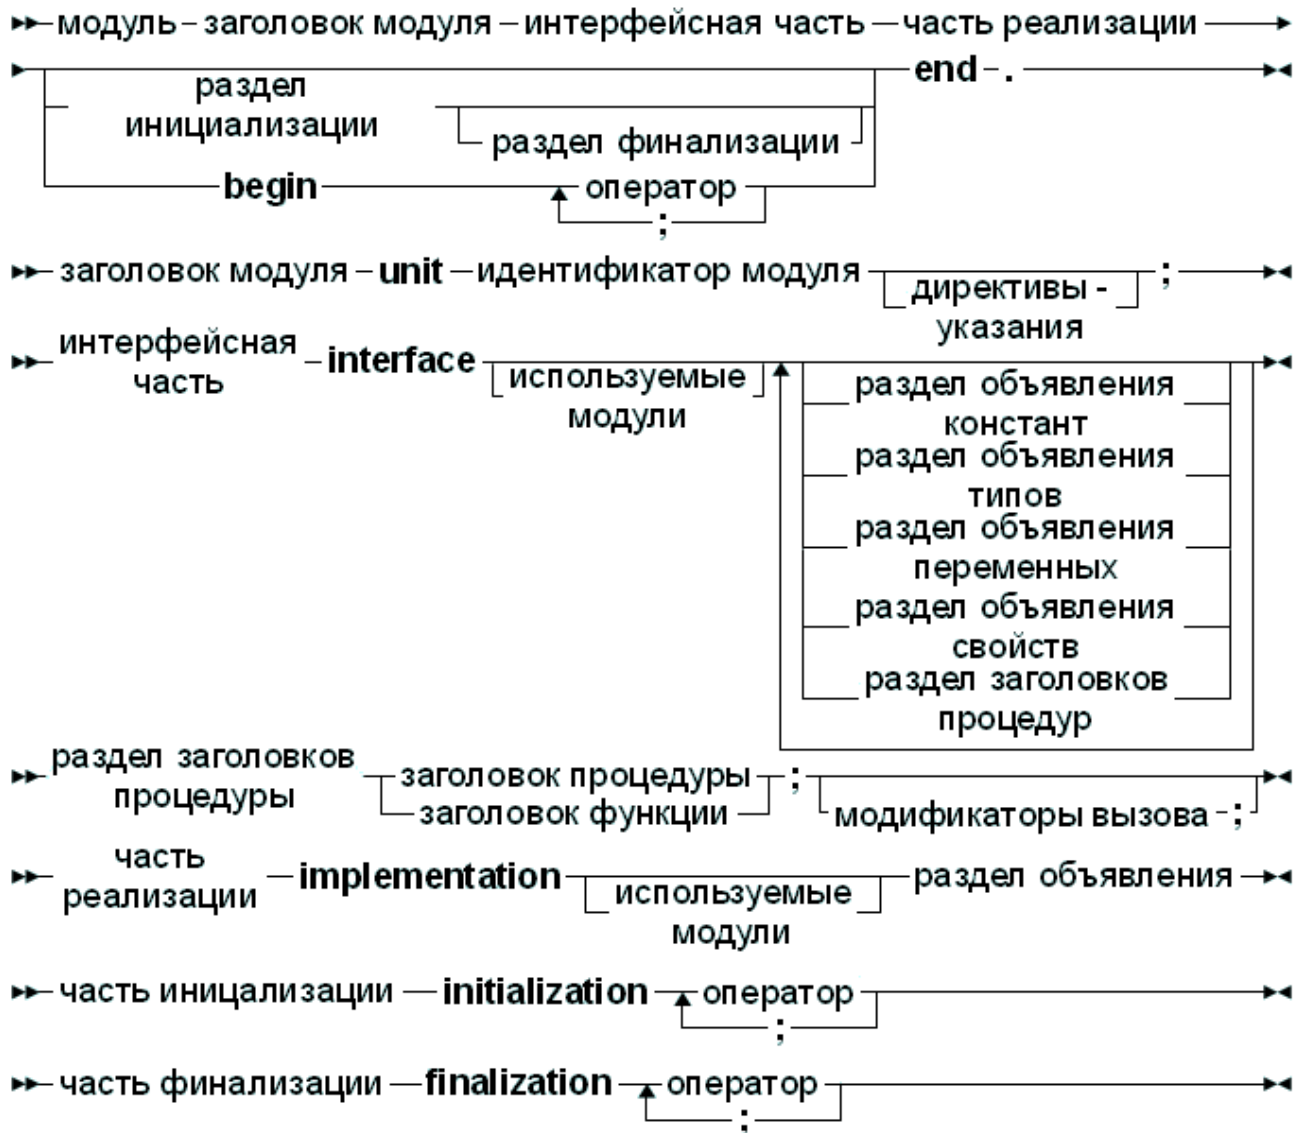 модуль заголовок модуля интерфейсная часть часть реализации
end .
раздел
инициализации
раздел финализации
begin оператор
;
заголовок модуля unit идентификатор модуля ;
директивы -
указания
интерфейсная
часть
interface
используемые
модули
раздел объявления
констант
раздел объявления
типов
раздел объявления
переменных
раздел объявления
свойств
раздел заголовков
процедур
раздел заголовков
процедуры
заголовок процедуры ;
заголовок функции
модификаторы вызова ;
часть
реализации
implementation
используемые
модули
раздел объявления
часть иницализации initialization оператор
;
часть финализации finalization оператор
;